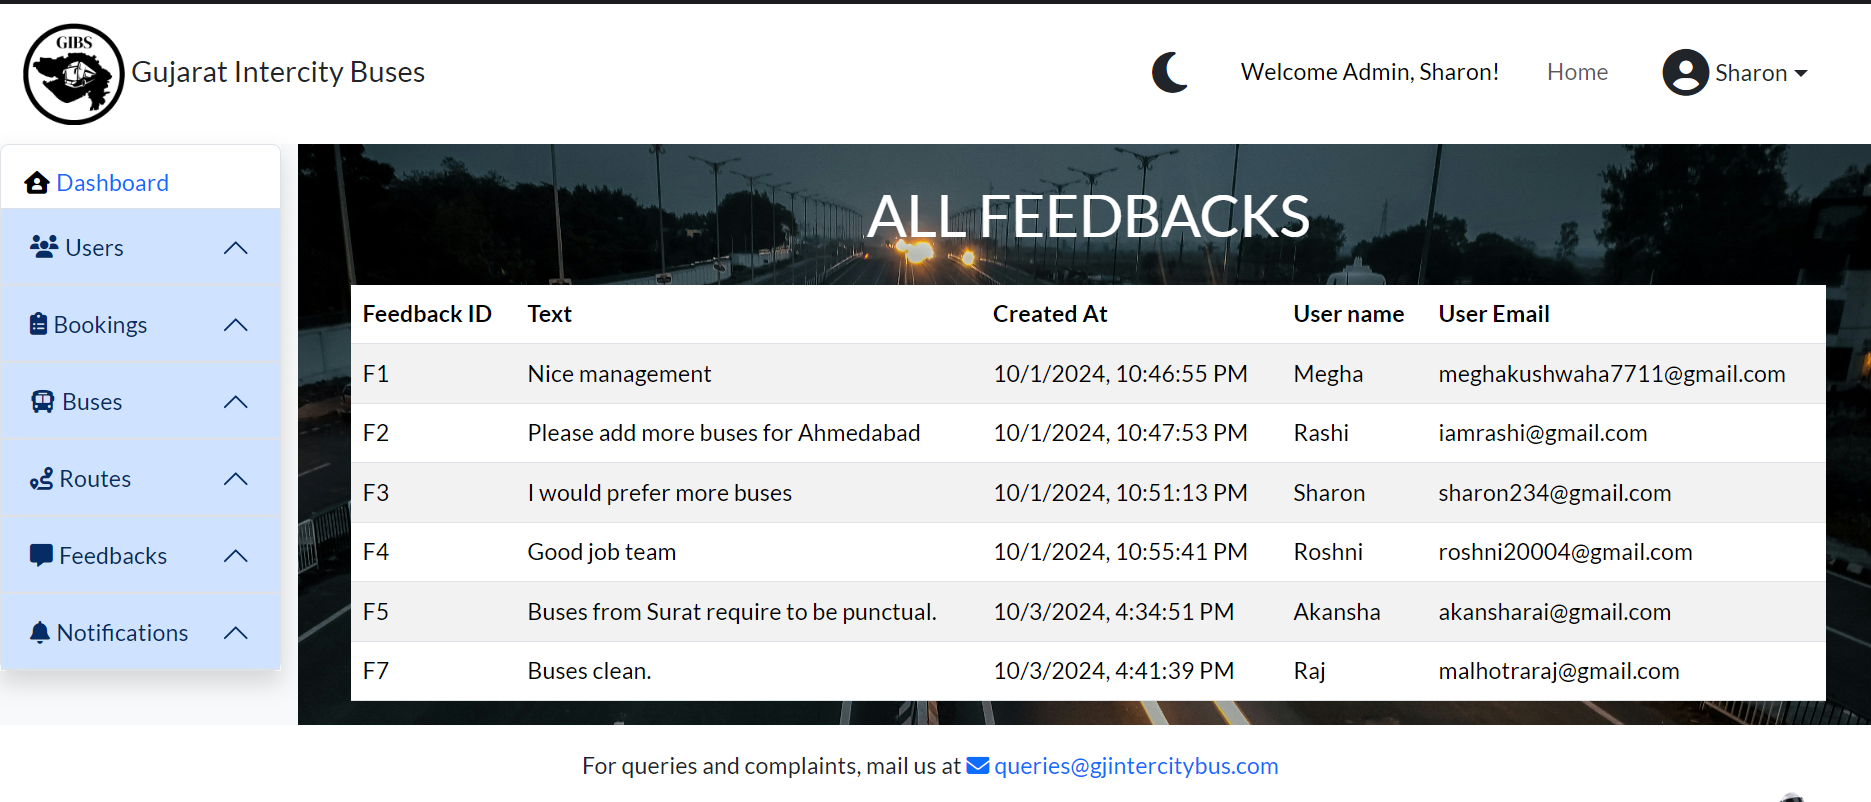 GIBS
Gujarat Intercity Buses
Welcome Admin, Sharon!
Home
Sharon
Dashboard
Users
Bookings
Buses
Routes
Feedbacks
Notifications
ALL FEEDBACKS
Feedback ID Text Created At User name User Email
F1 Nice management 10/1/2024, 10:46:55 PM Megha meghakushwaha7711@gmail.com
F2 Please add more buses for Ahmedabad 10/1/2024, 10:47:53 PM Rashi iamrashi@gmail.com
F3 I would prefer more buses 10/1/2024, 10:51:13 PM Sharon sharon234@gmail.com
F4 Good job team 10/1/2024, 10:55:41 PM Roshni roshni20004@gmail.com
F5 Buses from Surat require to be punctual. 10/3/2024, 4:34:51 PM Akansha akansharai@gmail.com
F7 Buses clean. 10/3/2024, 4:41:39 PM Raj malhotraraj@gmail.com
For queries and complaints, mail us at queries@gjintercitybus.com